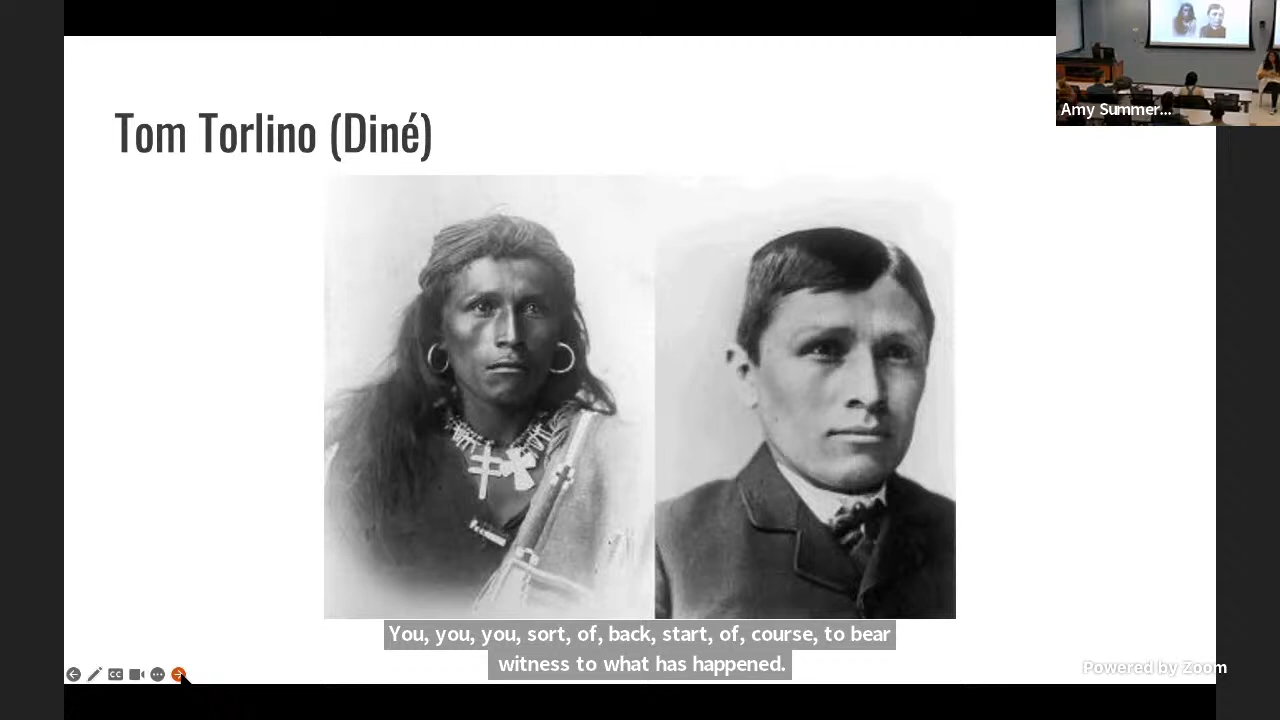 Tom Torlino (Diné)
Amy Summer...
You, you, you, sort, of, back, start, of, course, to bear
witness to what has happened.
CC
Powered by Zoom